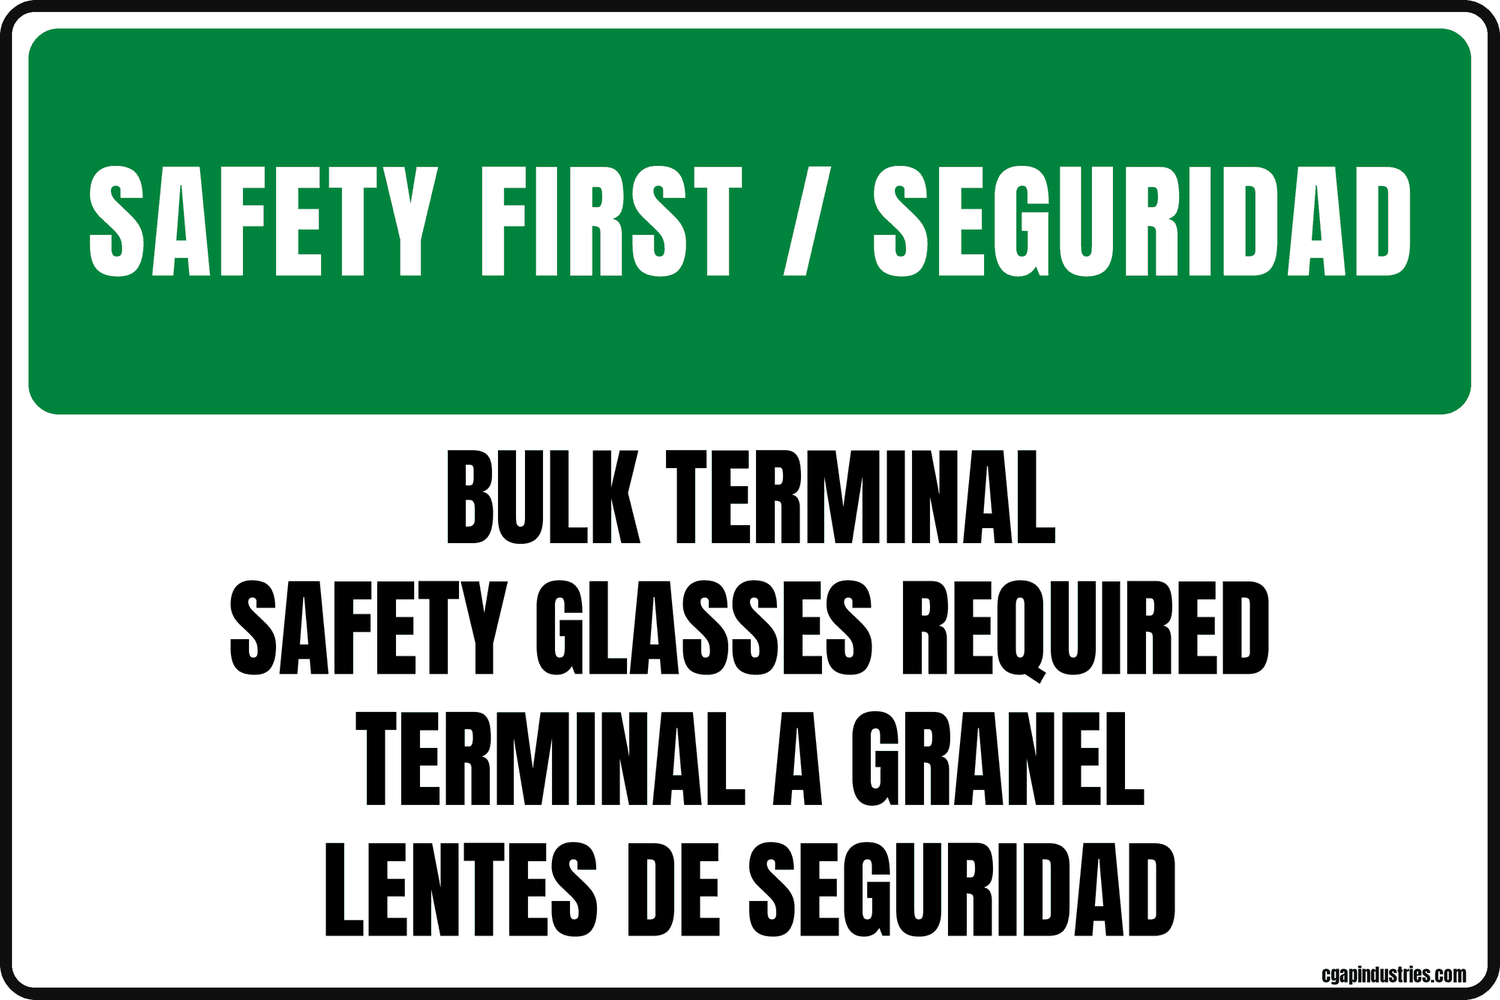 SAFETY FIRST / SEGURIDAD
BULK TERMINAL
SAFETY GLASSES REQUIRED
TERMINAL A GRANEL
LENTES DE SEGURIDAD
cgapindustries.com